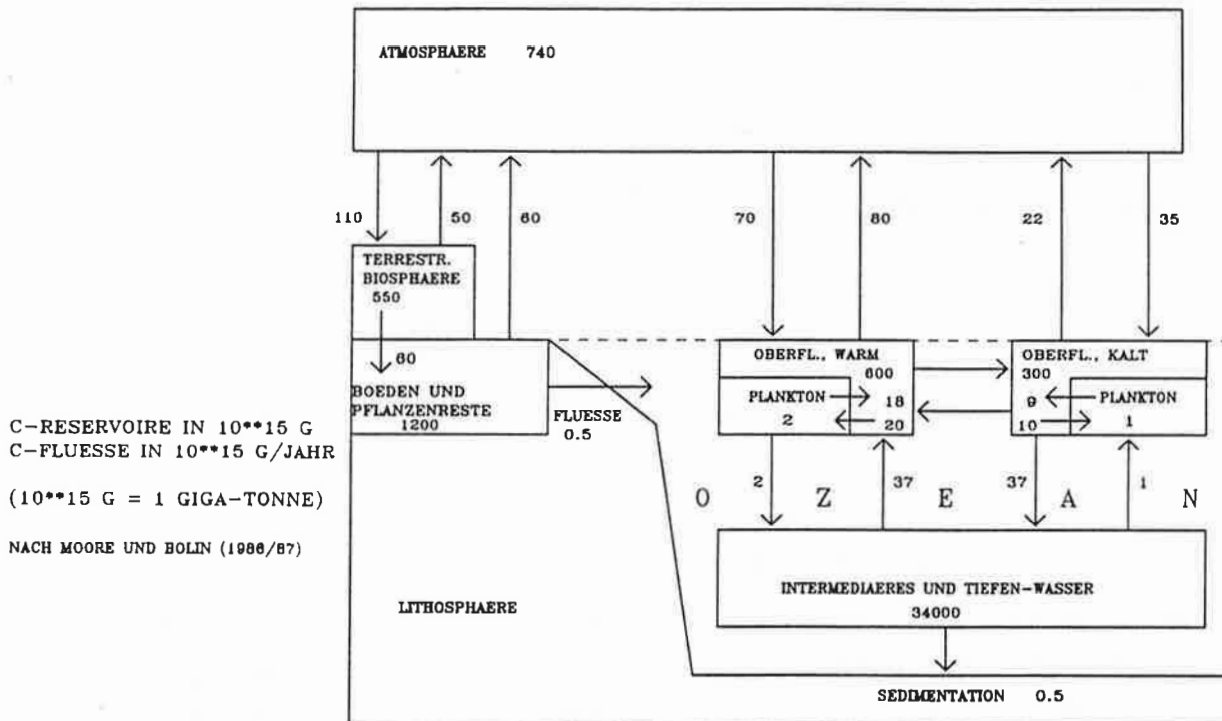 ATMOSPHAERE 740
110
50
60
70
80
22
35
TERRESTR.
BIOSPHAERE
550
60
BOEDEN UND
PFLANZENRESTE
1200
FLUESSE
0.5
OBERFL., WARM
600
PLANKTON
2
18
20
OBERFL., KALT
300
9
10
PLANKTON
1
C-RESERVOIRE IN 10**15 G
C-FLUESSE IN 10**15 G/JAHR
(10**15 G = 1 GIGA-TONNE)
NACH MOORE UND BOLIN (1986/87)
O Z E A N
2
37
37
1
INTERMEDIAERES UND TIEFEN-WASSER
34000
LITHOSPHAERE
SEDIMENTATION 0.5